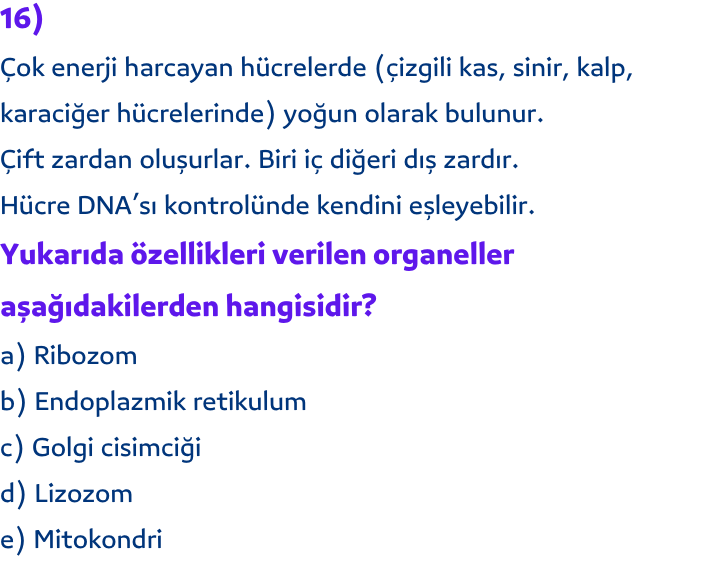 16)
Çok enerji harcayan hücrelerde (çizgili kas, sinir, kalp,
karaciğer hücrelerinde) yoğun olarak bulunur.
Çift zardan oluşurlar. Biri iç diğeri dış zardır.
Hücre DNA’sı kontrolünde kendini eşleyebilir.
Yukarıda özellikleri verilen organeller
aşağıdakilerden hangisidir?
a) Ribozom
b) Endoplazmik retikulum
c) Golgi cisimciği
d) Lizozom
e) Mitokondri